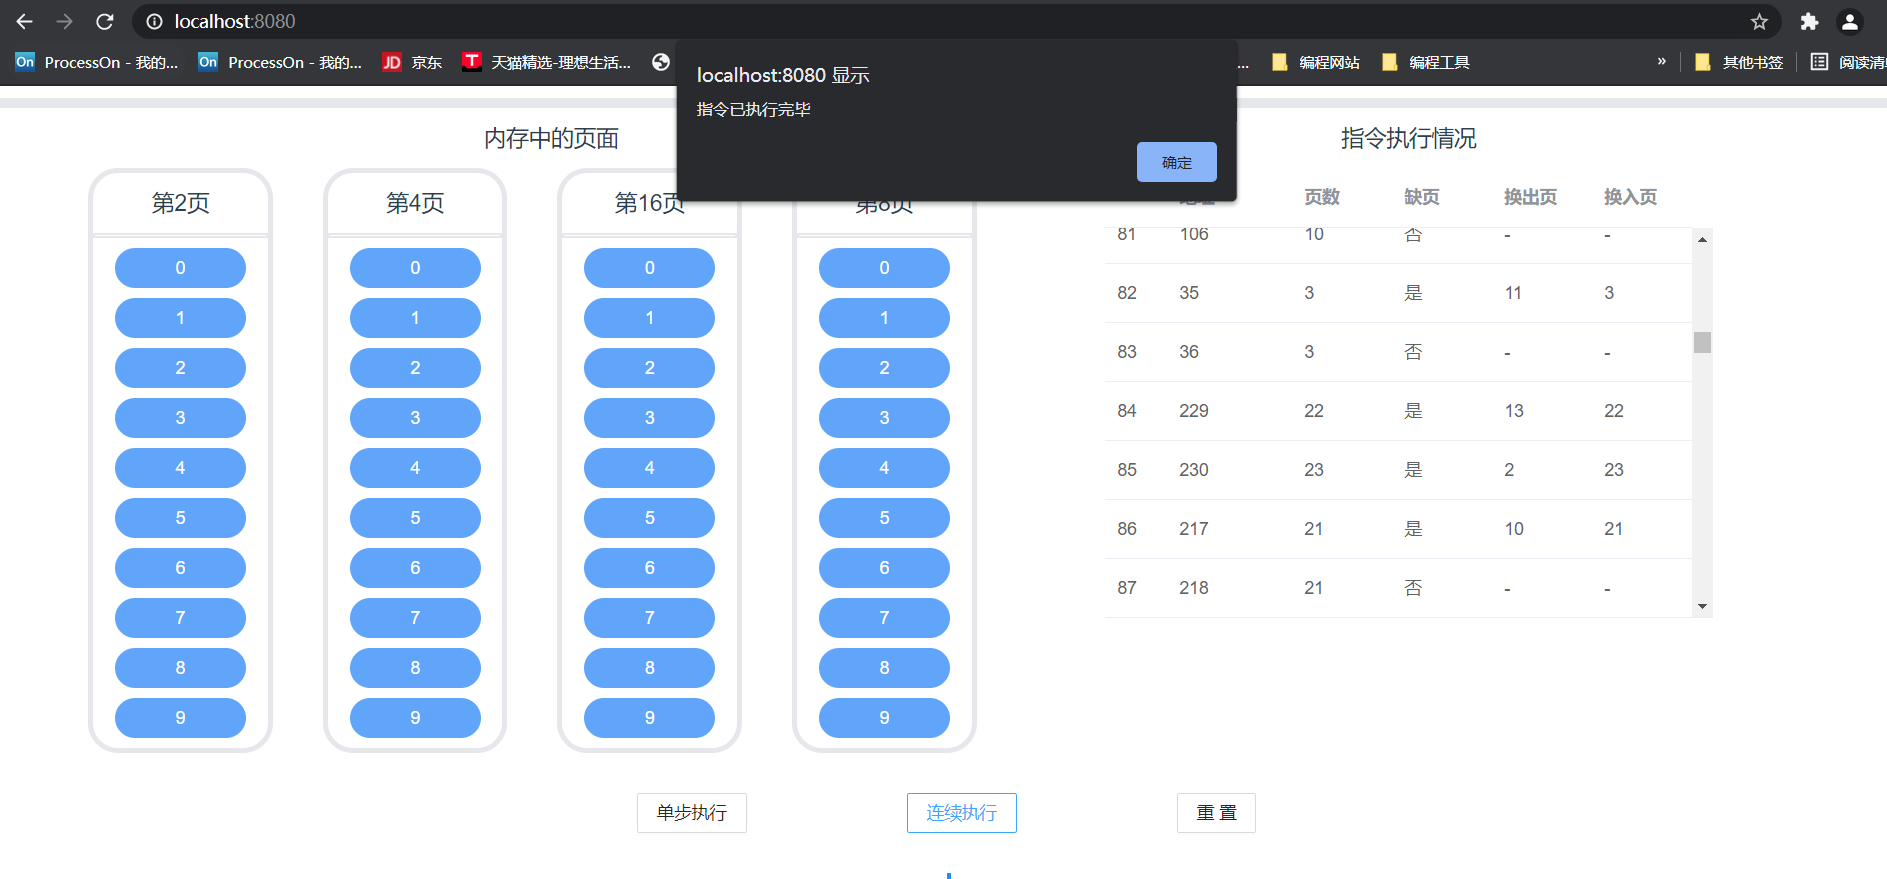 localhost:8080
ProcessOn - 我的...
ProcessOn - 我的...
京东
天猫精选-理想生活...
...
编程网站
编程工具
»
其他书签
阅读清单
localhost:8080 显示
指令已执行完毕
确定
内存中的页面
指令执行情况
第2页
第4页
第16页
第8页
0 0 0 0
1 1 1 1
2 2 2 2
3 3 3 3
4 4 4 4
5 5 5 5
6 6 6 6
7 7 7 7
8 8 8 8
9 9 9 9
页数 缺页 换出页 换入页
81 106 10 否 - -
82 35 3 是 11 3
83 36 3 否 - -
84 229 22 是 13 22
85 230 23 是 2 23
86 217 21 是 10 21
87 218 21 否 - -
单步执行
连续执行
重 置